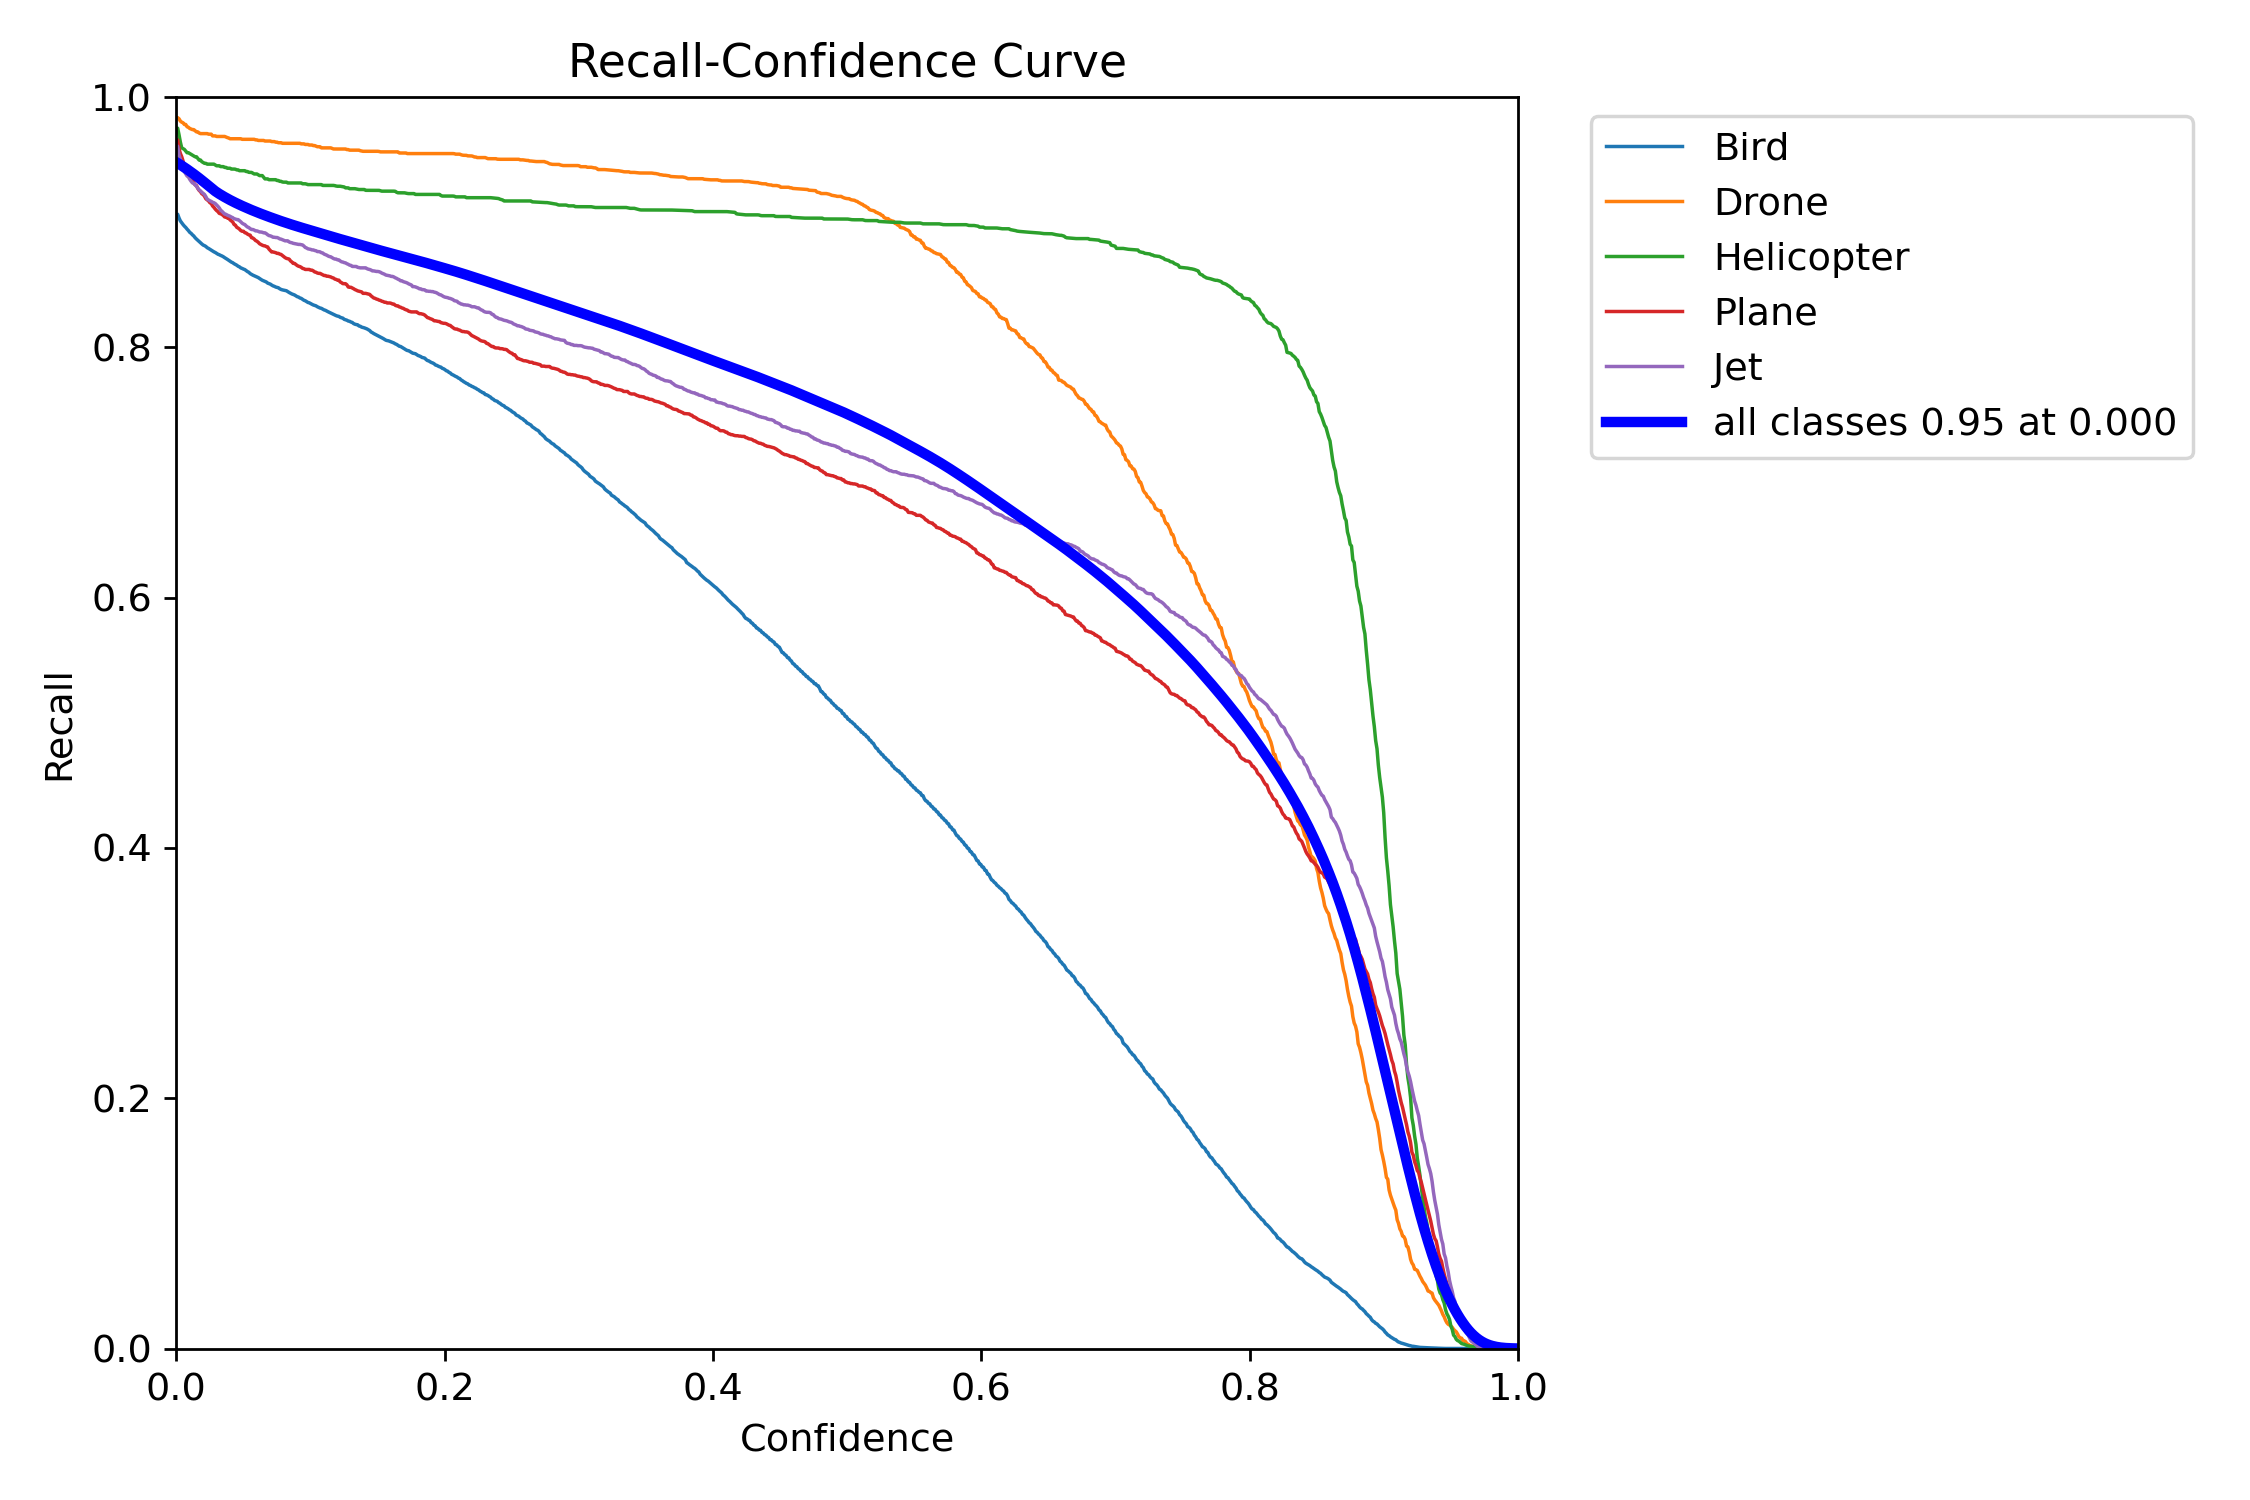 Recall-Confidence Curve
1.0
0.8
0.6
0.4
0.2
0.0
Recall
0.0 0.2 0.4 0.6 0.8 1.0
Confidence
Bird
Drone
Helicopter
Plane
Jet
all classes 0.95 at 0.000